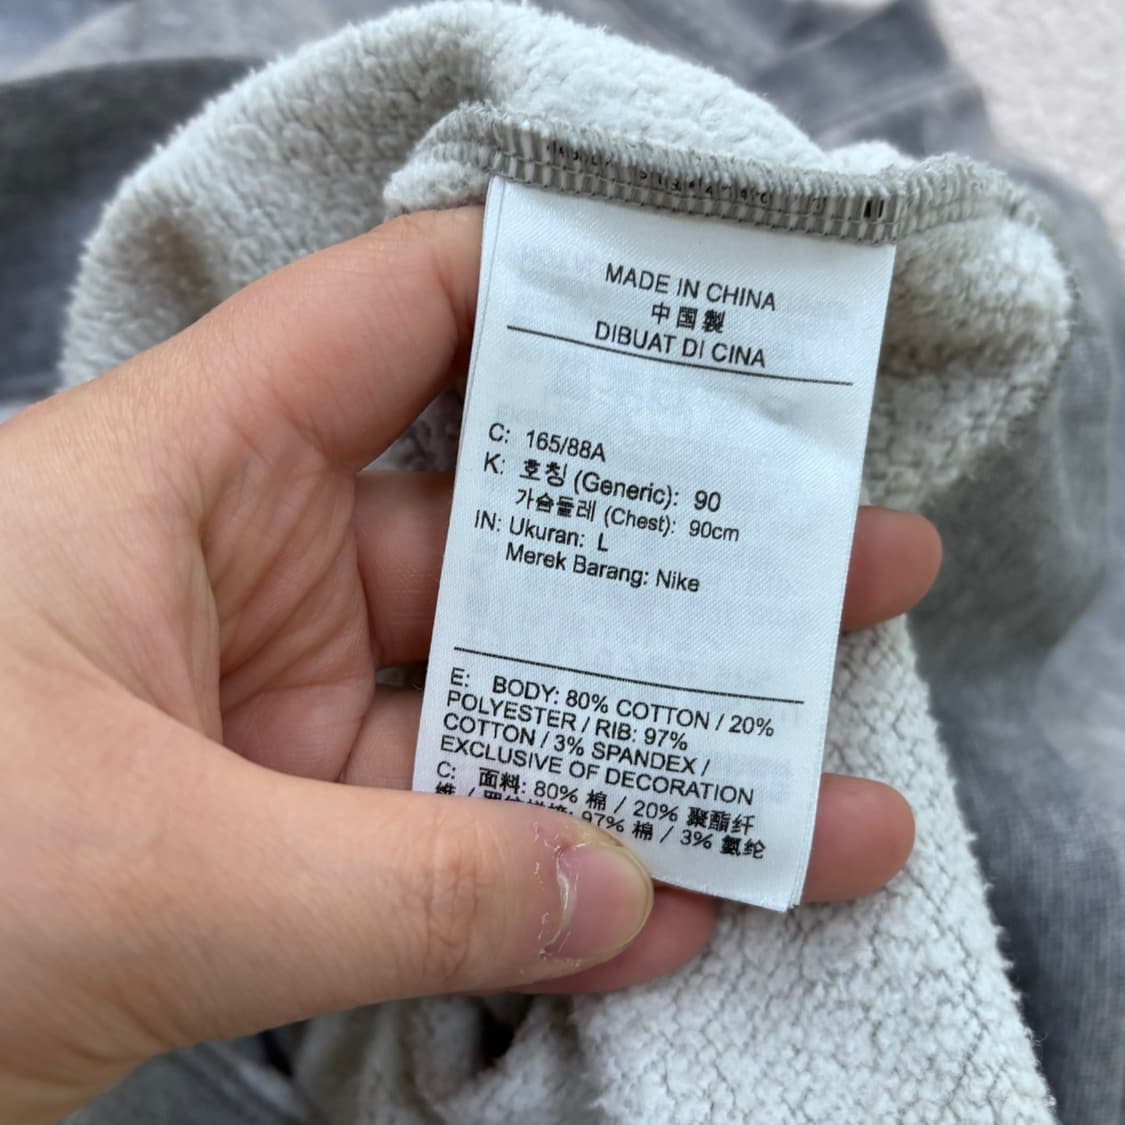 MADE IN CHINA
中国製
DIBUAT DI CINA
C: 165/88A
K: 호칭 (Generic): 90
가슴둘레 (Chest): 90cm
IN: Ukuran: L
Merek Barang: Nike
E: BODY: 80% COTTON / 20%
POLYESTER / RIB: 97%
COTTON / 3% SPANDEX /
EXCLUSIVE OF DECORATION
C: 面料: 80% 棉 / 20% 聚酯纤
维 / 97% 棉 / 3% 氨纶